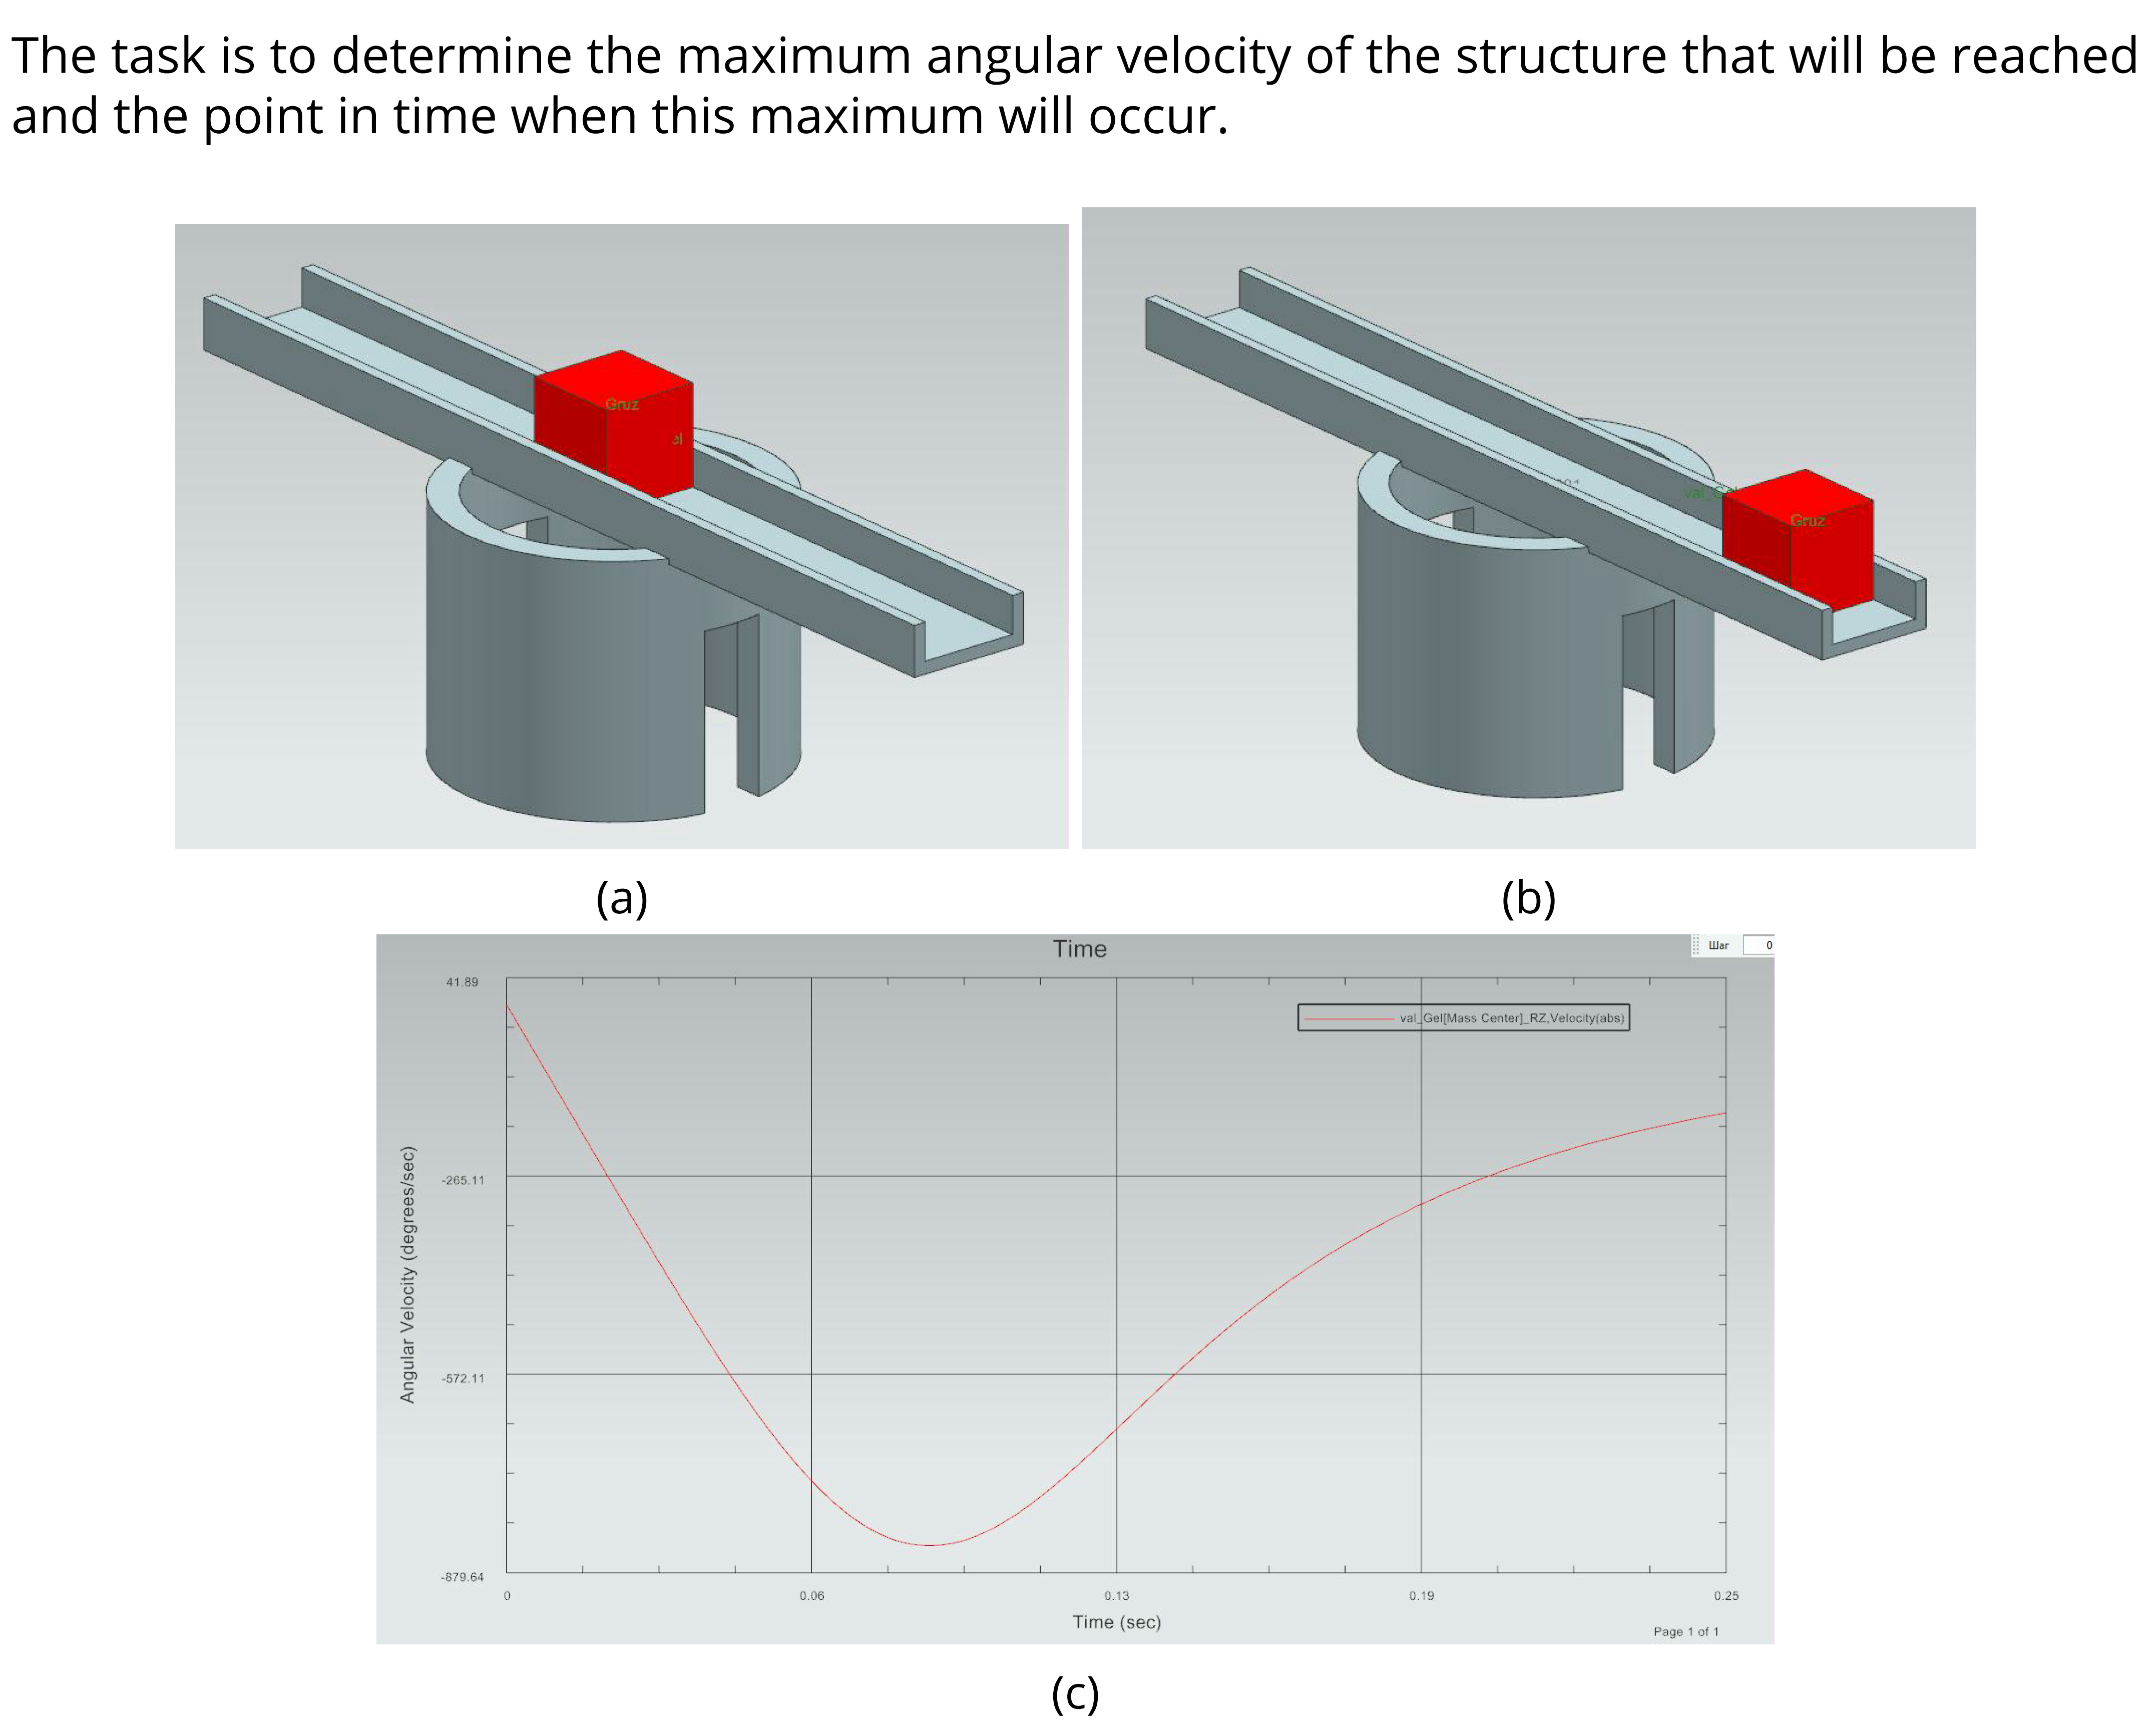 The task is to determine the maximum angular velocity of the structure that will be reached
and the point in time when this maximum will occur.
Gruz
el
Gruz
(a)
(b)
Time
Шаг 0
41.89
val_Gel[Mass Center]_RZ,Velocity(abs)
-265.11
Angular Velocity (degrees/sec)
-572.11
-879.64
0 0.06 0.13 0.19 0.25
Time (sec)
Page 1 of 1
(c)